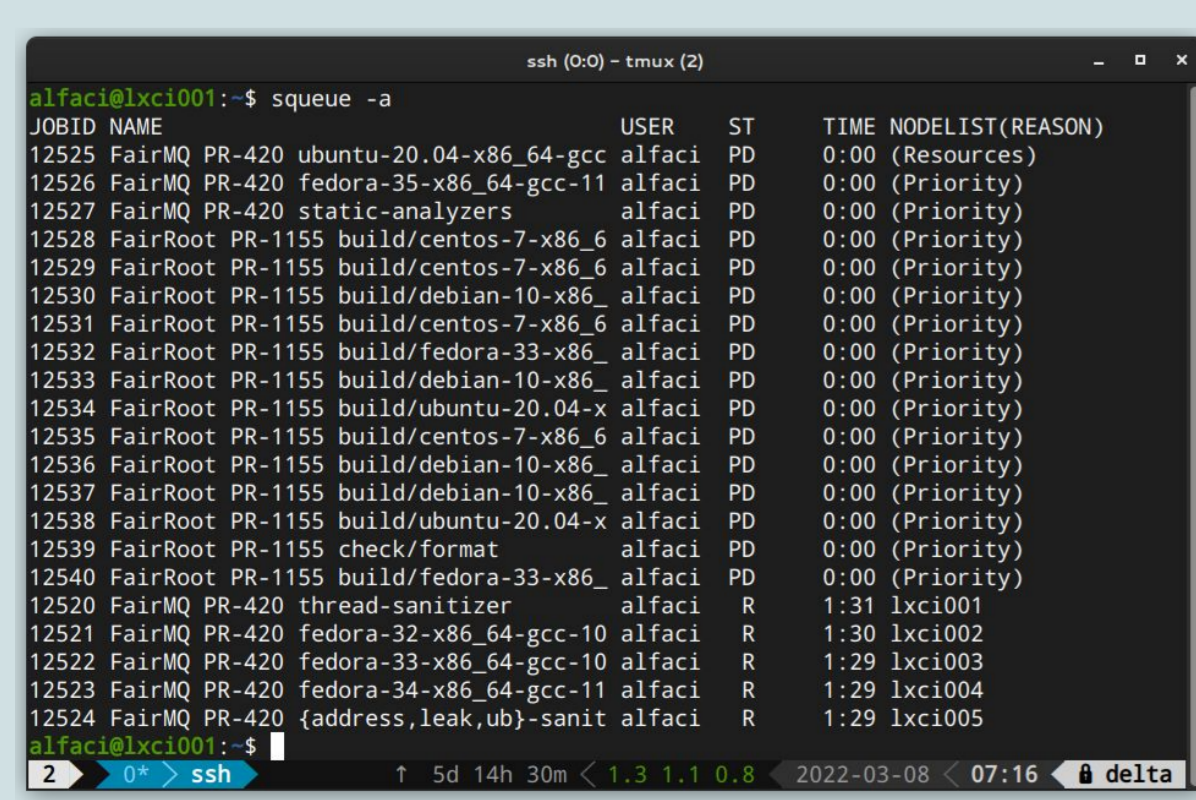 ssh (0:0) – tmux (2)
alfaci@lxci001:~$ squeue -a
JOBID NAME USER ST TIME NODELIST(REASON)
12525 FairMQ PR-420 ubuntu-20.04-x86_64-gcc alfaci PD 0:00 (Resources)
12526 FairMQ PR-420 fedora-35-x86_64-gcc-11 alfaci PD 0:00 (Priority)
12527 FairMQ PR-420 static-analyzers alfaci PD 0:00 (Priority)
12528 FairRoot PR-1155 build/centos-7-x86_6 alfaci PD 0:00 (Priority)
12529 FairRoot PR-1155 build/centos-7-x86_6 alfaci PD 0:00 (Priority)
12530 FairRoot PR-1155 build/debian-10-x86_ alfaci PD 0:00 (Priority)
12531 FairRoot PR-1155 build/centos-7-x86_6 alfaci PD 0:00 (Priority)
12532 FairRoot PR-1155 build/fedora-33-x86_ alfaci PD 0:00 (Priority)
12533 FairRoot PR-1155 build/debian-10-x86_ alfaci PD 0:00 (Priority)
12534 FairRoot PR-1155 build/ubuntu-20.04-x alfaci PD 0:00 (Priority)
12535 FairRoot PR-1155 build/centos-7-x86_6 alfaci PD 0:00 (Priority)
12536 FairRoot PR-1155 build/debian-10-x86_ alfaci PD 0:00 (Priority)
12537 FairRoot PR-1155 build/debian-10-x86_ alfaci PD 0:00 (Priority)
12538 FairRoot PR-1155 build/ubuntu-20.04-x alfaci PD 0:00 (Priority)
12539 FairRoot PR-1155 check/format alfaci PD 0:00 (Priority)
12540 FairRoot PR-1155 build/fedora-33-x86_ alfaci PD 0:00 (Priority)
12520 FairMQ PR-420 thread-sanitizer alfaci R 1:31 lxci001
12521 FairMQ PR-420 fedora-32-x86_64-gcc-10 alfaci R 1:30 lxci002
12522 FairMQ PR-420 fedora-33-x86_64-gcc-10 alfaci R 1:29 lxci003
12523 FairMQ PR-420 fedora-34-x86_64-gcc-11 alfaci R 1:29 lxci004
12524 FairMQ PR-420 {address,leak,ub}-sanit alfaci R 1:29 lxci005
alfaci@lxci001:~$
2 0* ssh ↑ 5d 14h 30m 1.3 1.1 0.8 2022-03-08 07:16 delta